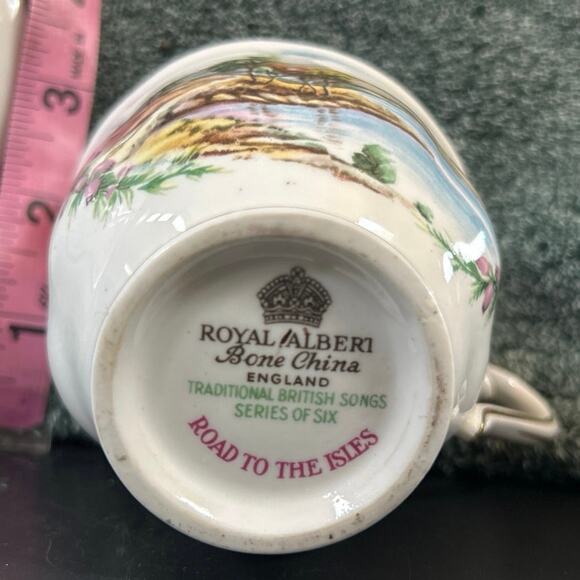 ROYAL ALBERT
Bone China
ENGLAND
TRADITIONAL BRITISH SONGS
SERIES OF SIX
ROAD TO THE ISLES
3
2
1